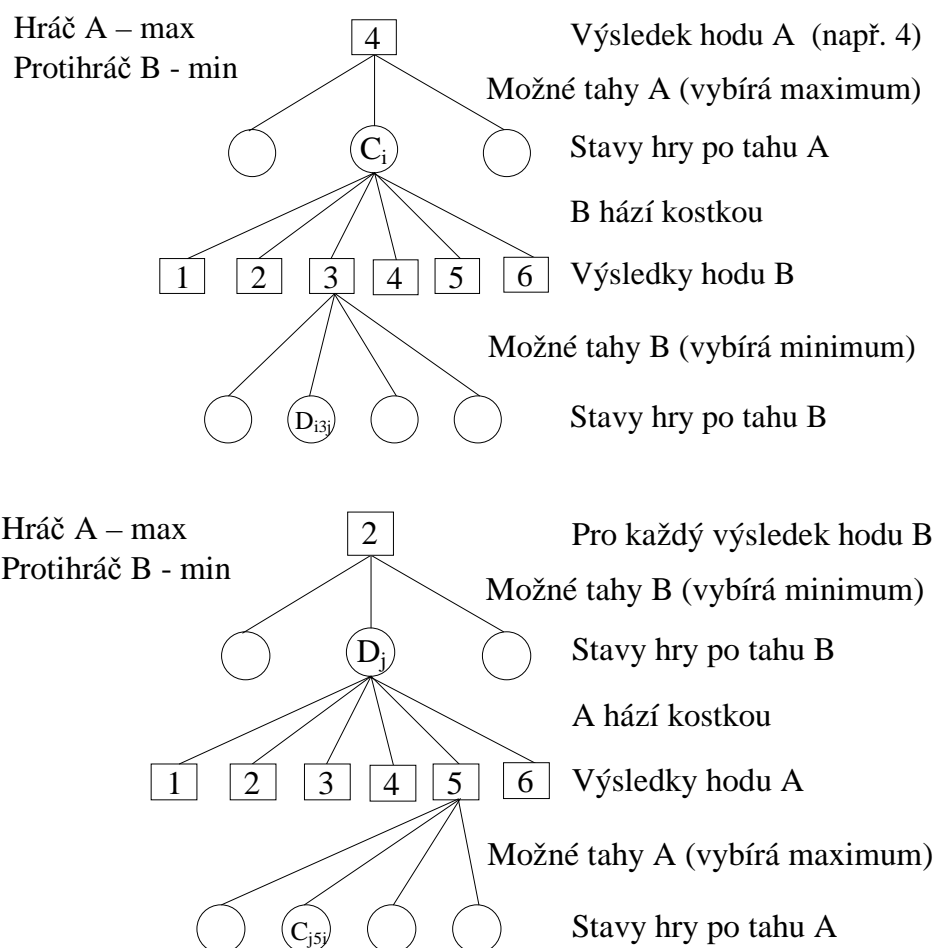 Hráč A – max
Protihráč B - min
4
Výsledek hodu A (např. 4)
Možné tahy A (vybírá maximum)
Ci
Stavy hry po tahu A
B hází kostkou
1 2 3 4 5 6
Výsledky hodu B
Možné tahy B (vybírá minimum)
Di3j
Stavy hry po tahu B
Hráč A – max
Protihráč B - min
2
Pro každý výsledek hodu B
Možné tahy B (vybírá minimum)
Dj
Stavy hry po tahu B
A hází kostkou
1 2 3 4 5 6
Výsledky hodu A
Možné tahy A (vybírá maximum)
Cj5j
Stavy hry po tahu A